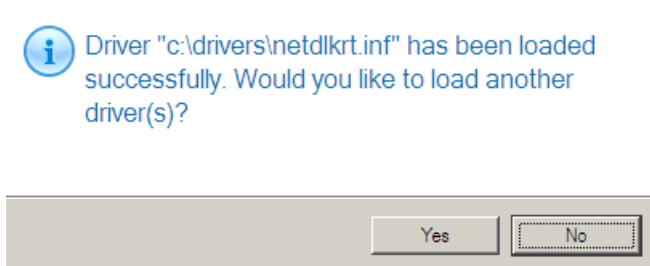 Driver "c:\drivers\netdlkrt.inf" has been loaded
successfully. Would you like to load another
driver(s)?
Yes No